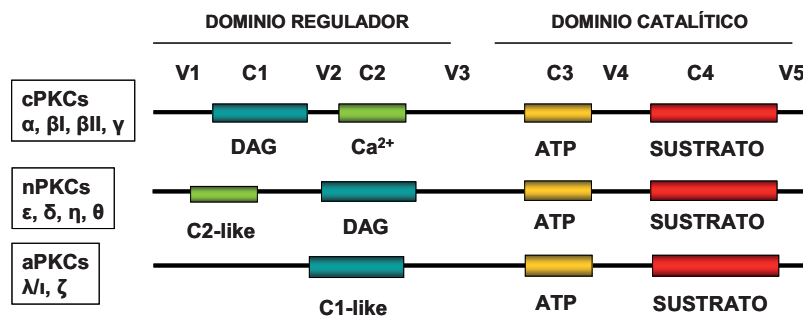 DOMINIO REGULADOR DOMINIO CATALÍTICO
V1 C1 V2 C2 V3 C3 V4 C4 V5
cPKCs
α, βI, βII, γ
DAG Ca²⁺ ATP SUSTRATO
nPKCs
ε, δ, η, θ
C2-like DAG ATP SUSTRATO
aPKCs
λ/ι, ζ
C1-like ATP SUSTRATO